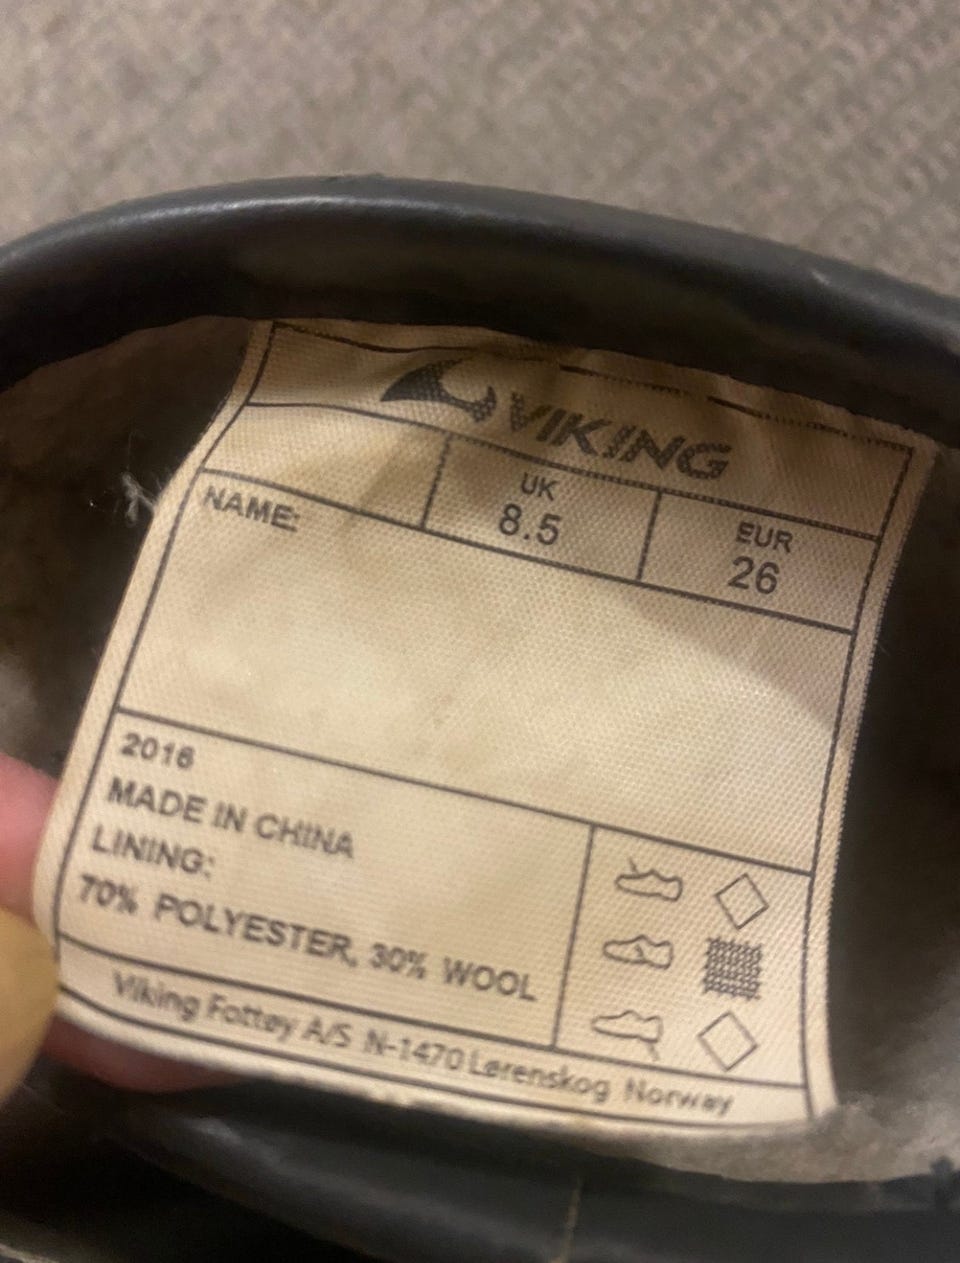 VIKING
UK
8.5
EUR
26
NAME:
2016
MADE IN CHINA
LINING:
70% POLYESTER, 30% WOOL
Viking Fottøy A/S N-1470 Lørenskog Norway